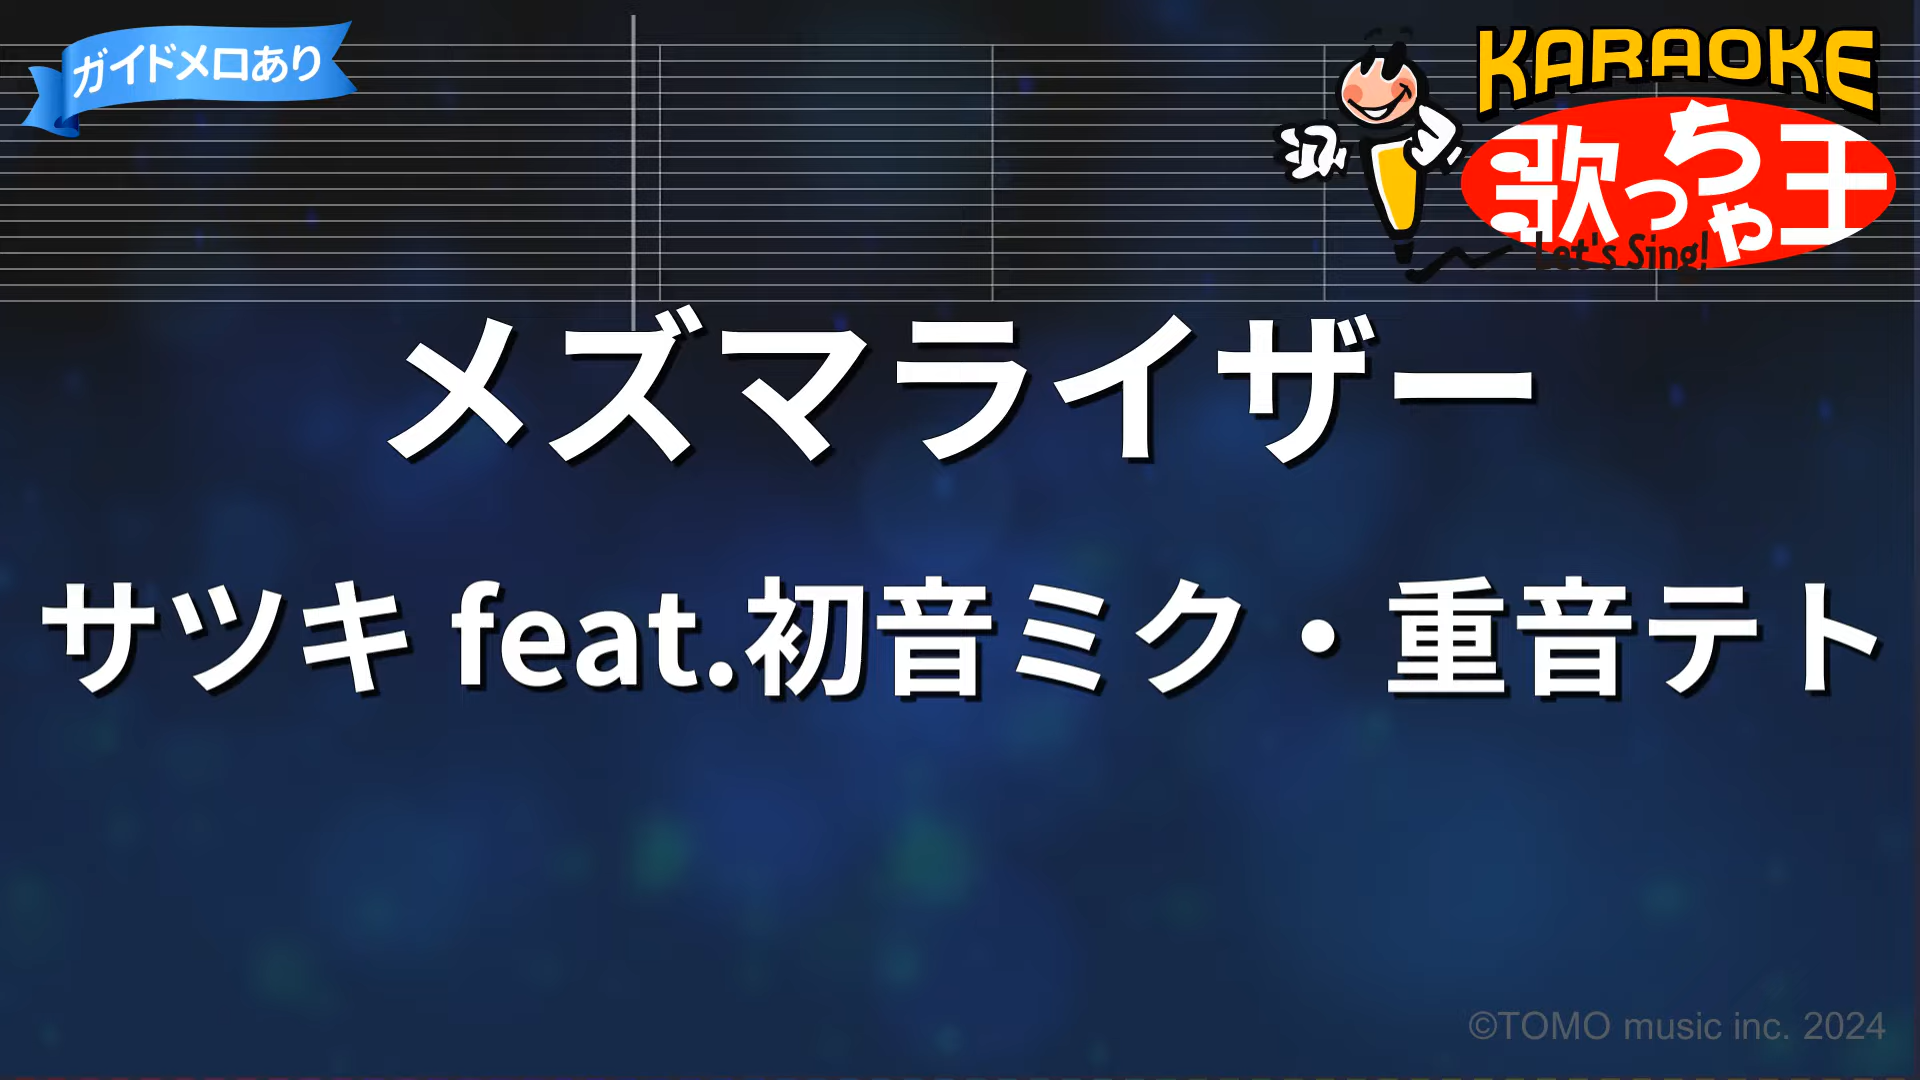 ガイドメロあり
KARAOKE
歌っちゃ王
Let's Sing!
メズマライザー
サツキ feat.初音ミク・重音テト
©TOMO music inc. 2024